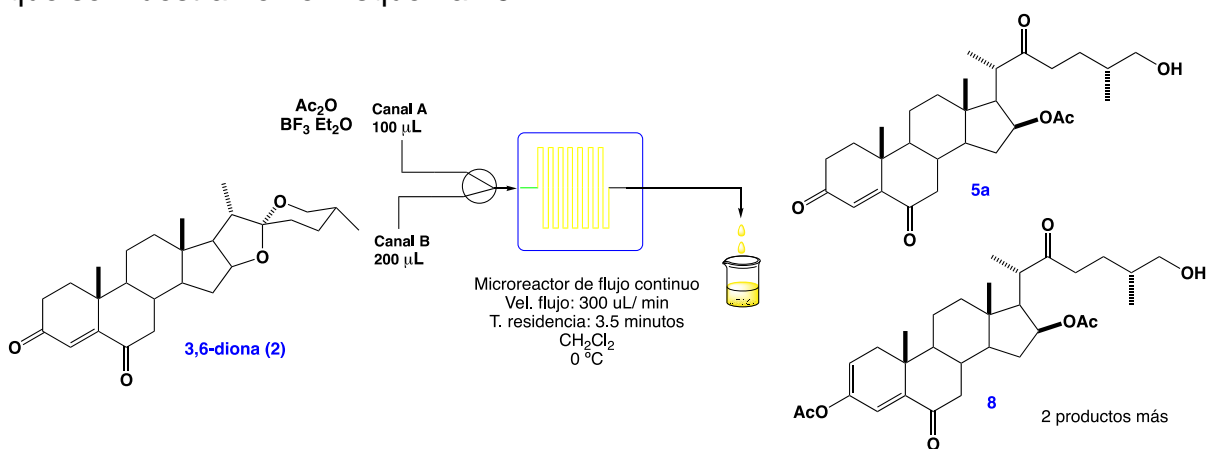 Ac2O
BF3 Et2O
Canal A
100 µL
Canal B
200 µL
O
O
O
O
3,6-diona (2)
Microreactor de flujo continuo
Vel. flujo: 300 uL/ min
T. residencia: 3.5 minutos
CH2Cl2
0 ºC
O
OH
OAc
O
O
5a
O
OH
OAc
AcO
O
8
2 productos más